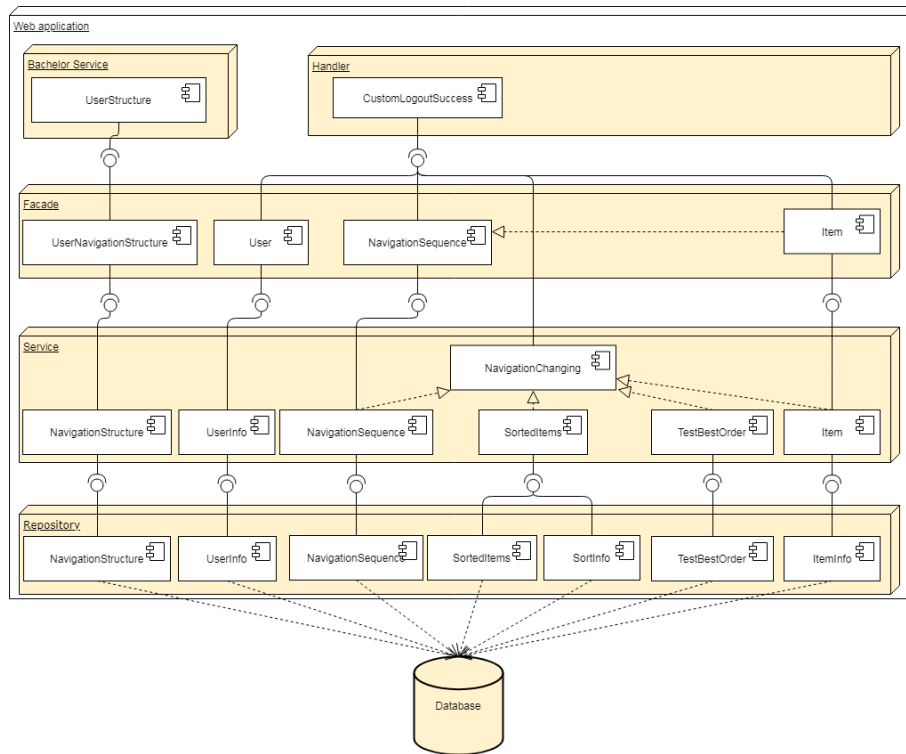 Web application
Bachelor Service
Handler
UserStructure
CustomLogoutSuccess
Facade
UserNavigationStructure
User
NavigationSequence
Item
Service
NavigationChanging
NavigationStructure
UserInfo
NavigationSequence
SortedItems
TestBestOrder
Item
Repository
NavigationStructure
UserInfo
NavigationSequence
SortedItems
SortInfo
TestBestOrder
ItemInfo
Database